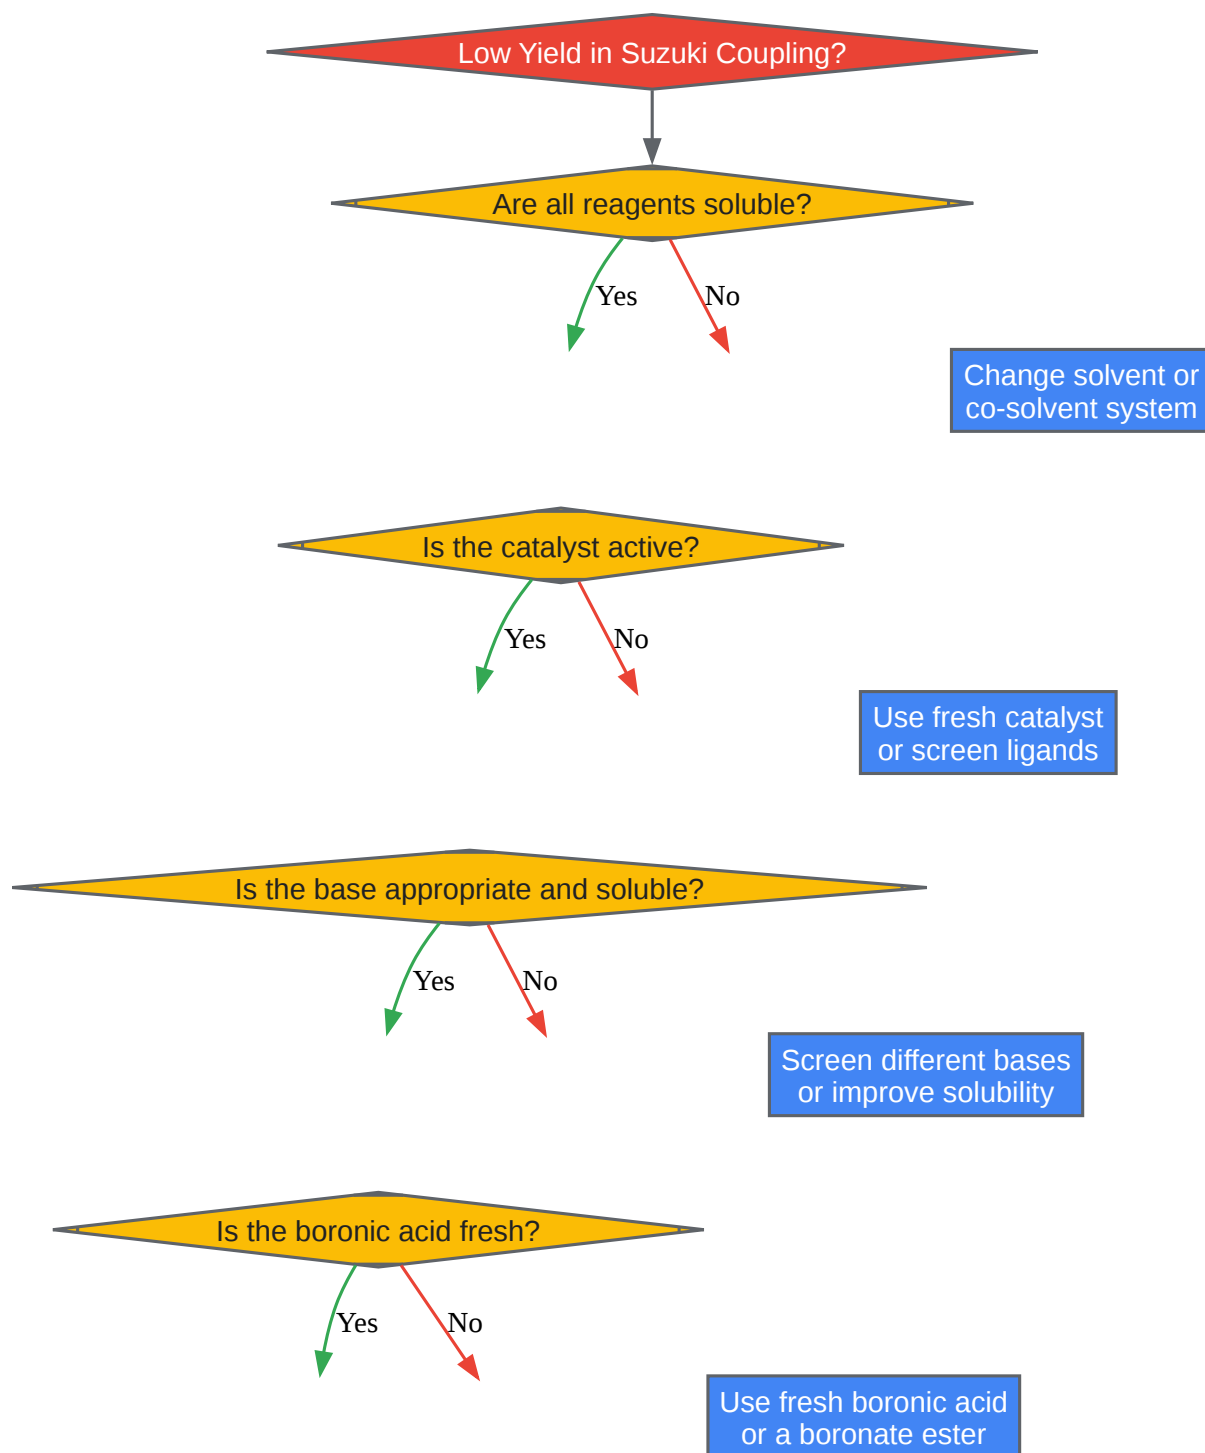 Low Yield in Suzuki Coupling?
Are all reagents soluble?
Yes
No
Change solvent or
co-solvent system
Is the catalyst active?
Yes
No
Use fresh catalyst
or screen ligands
Is the base appropriate and soluble?
Yes
No
Screen different bases
or improve solubility
Is the boronic acid fresh?
Yes
No
Use fresh boronic acid
or a boronate ester